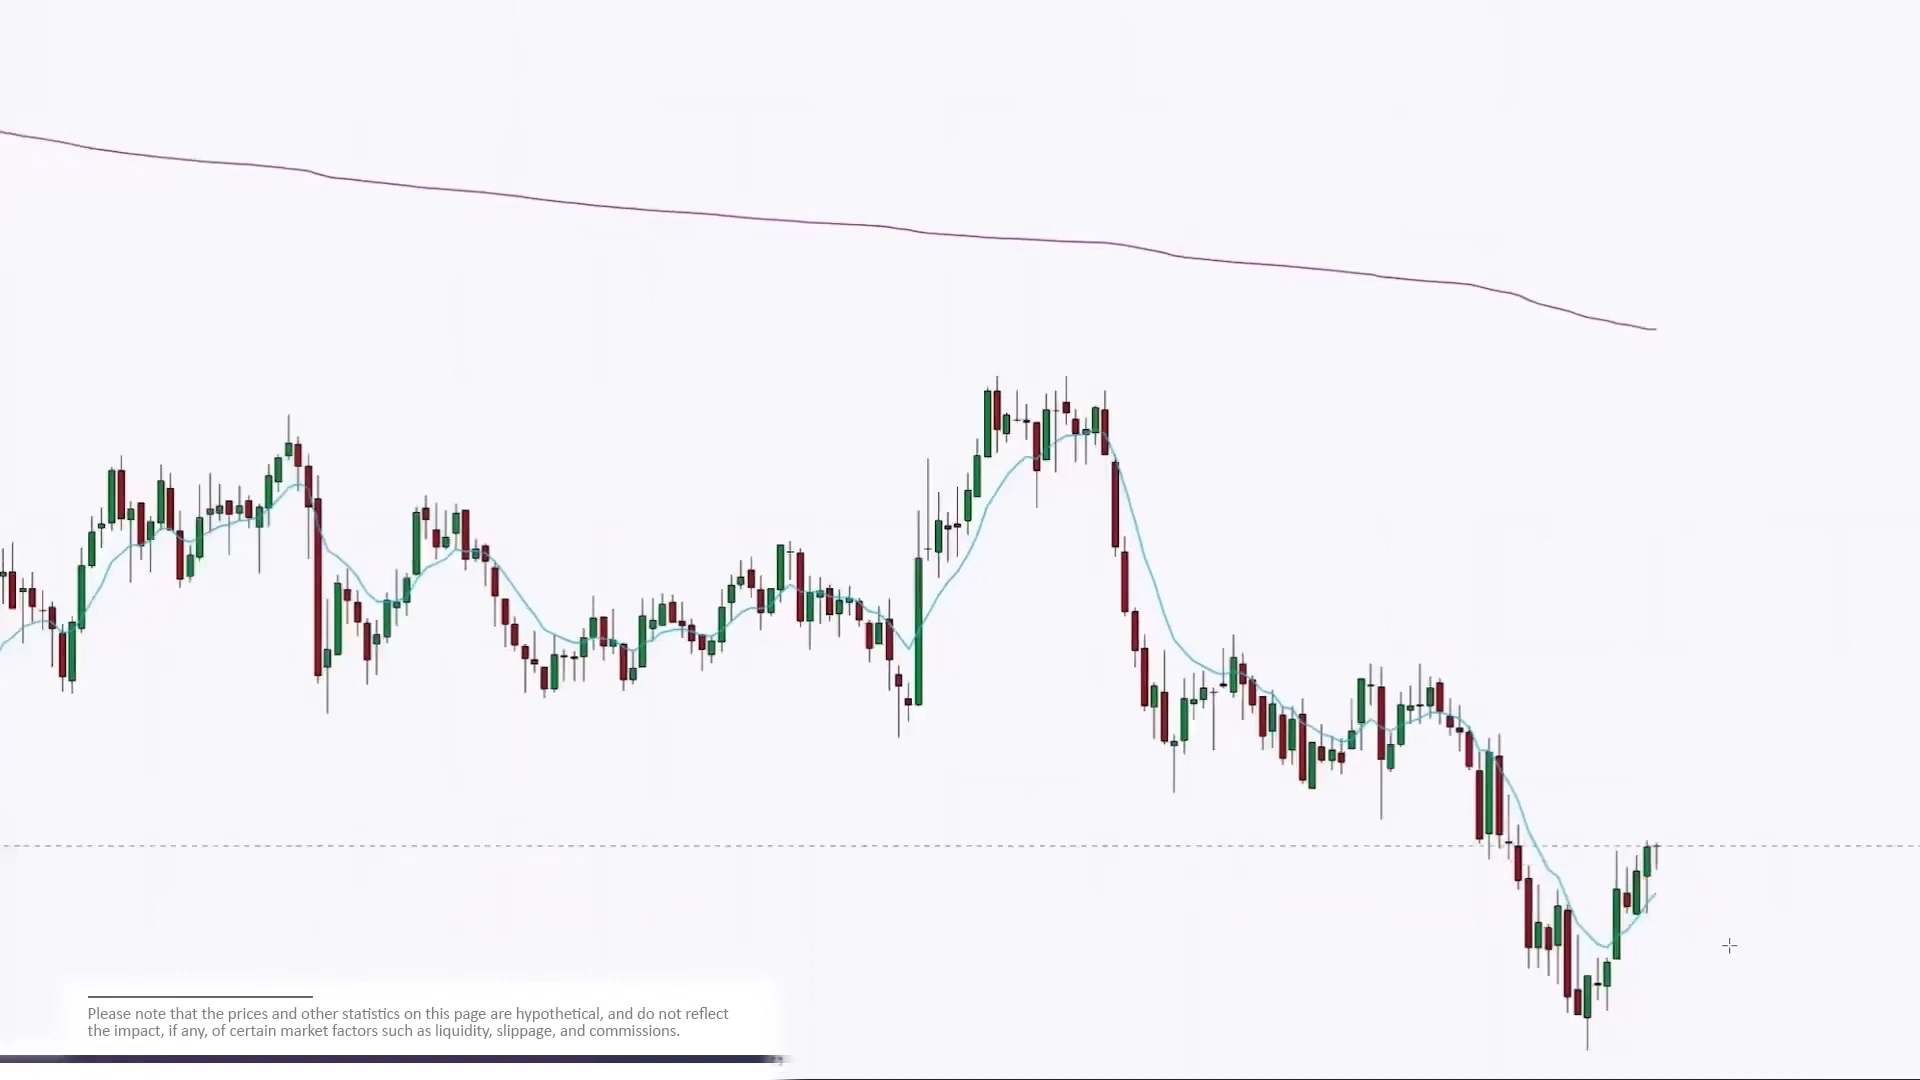 Please note that the prices and other statistics on this page are hypothetical, and do not reflect
the impact, if any, of certain market factors such as liquidity, slippage, and commissions.